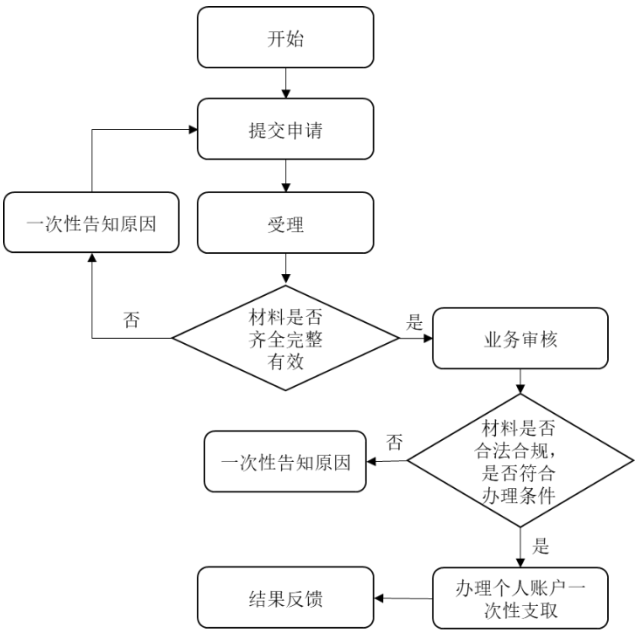 开始
提交申请
一次性告知原因
受理
否
材料是否
齐全完整
有效
是
业务审核
材料是否
合法合规，
是否符合
办理条件
否
一次性告知原因
是
办理个人账户一
次性支取
结果反馈